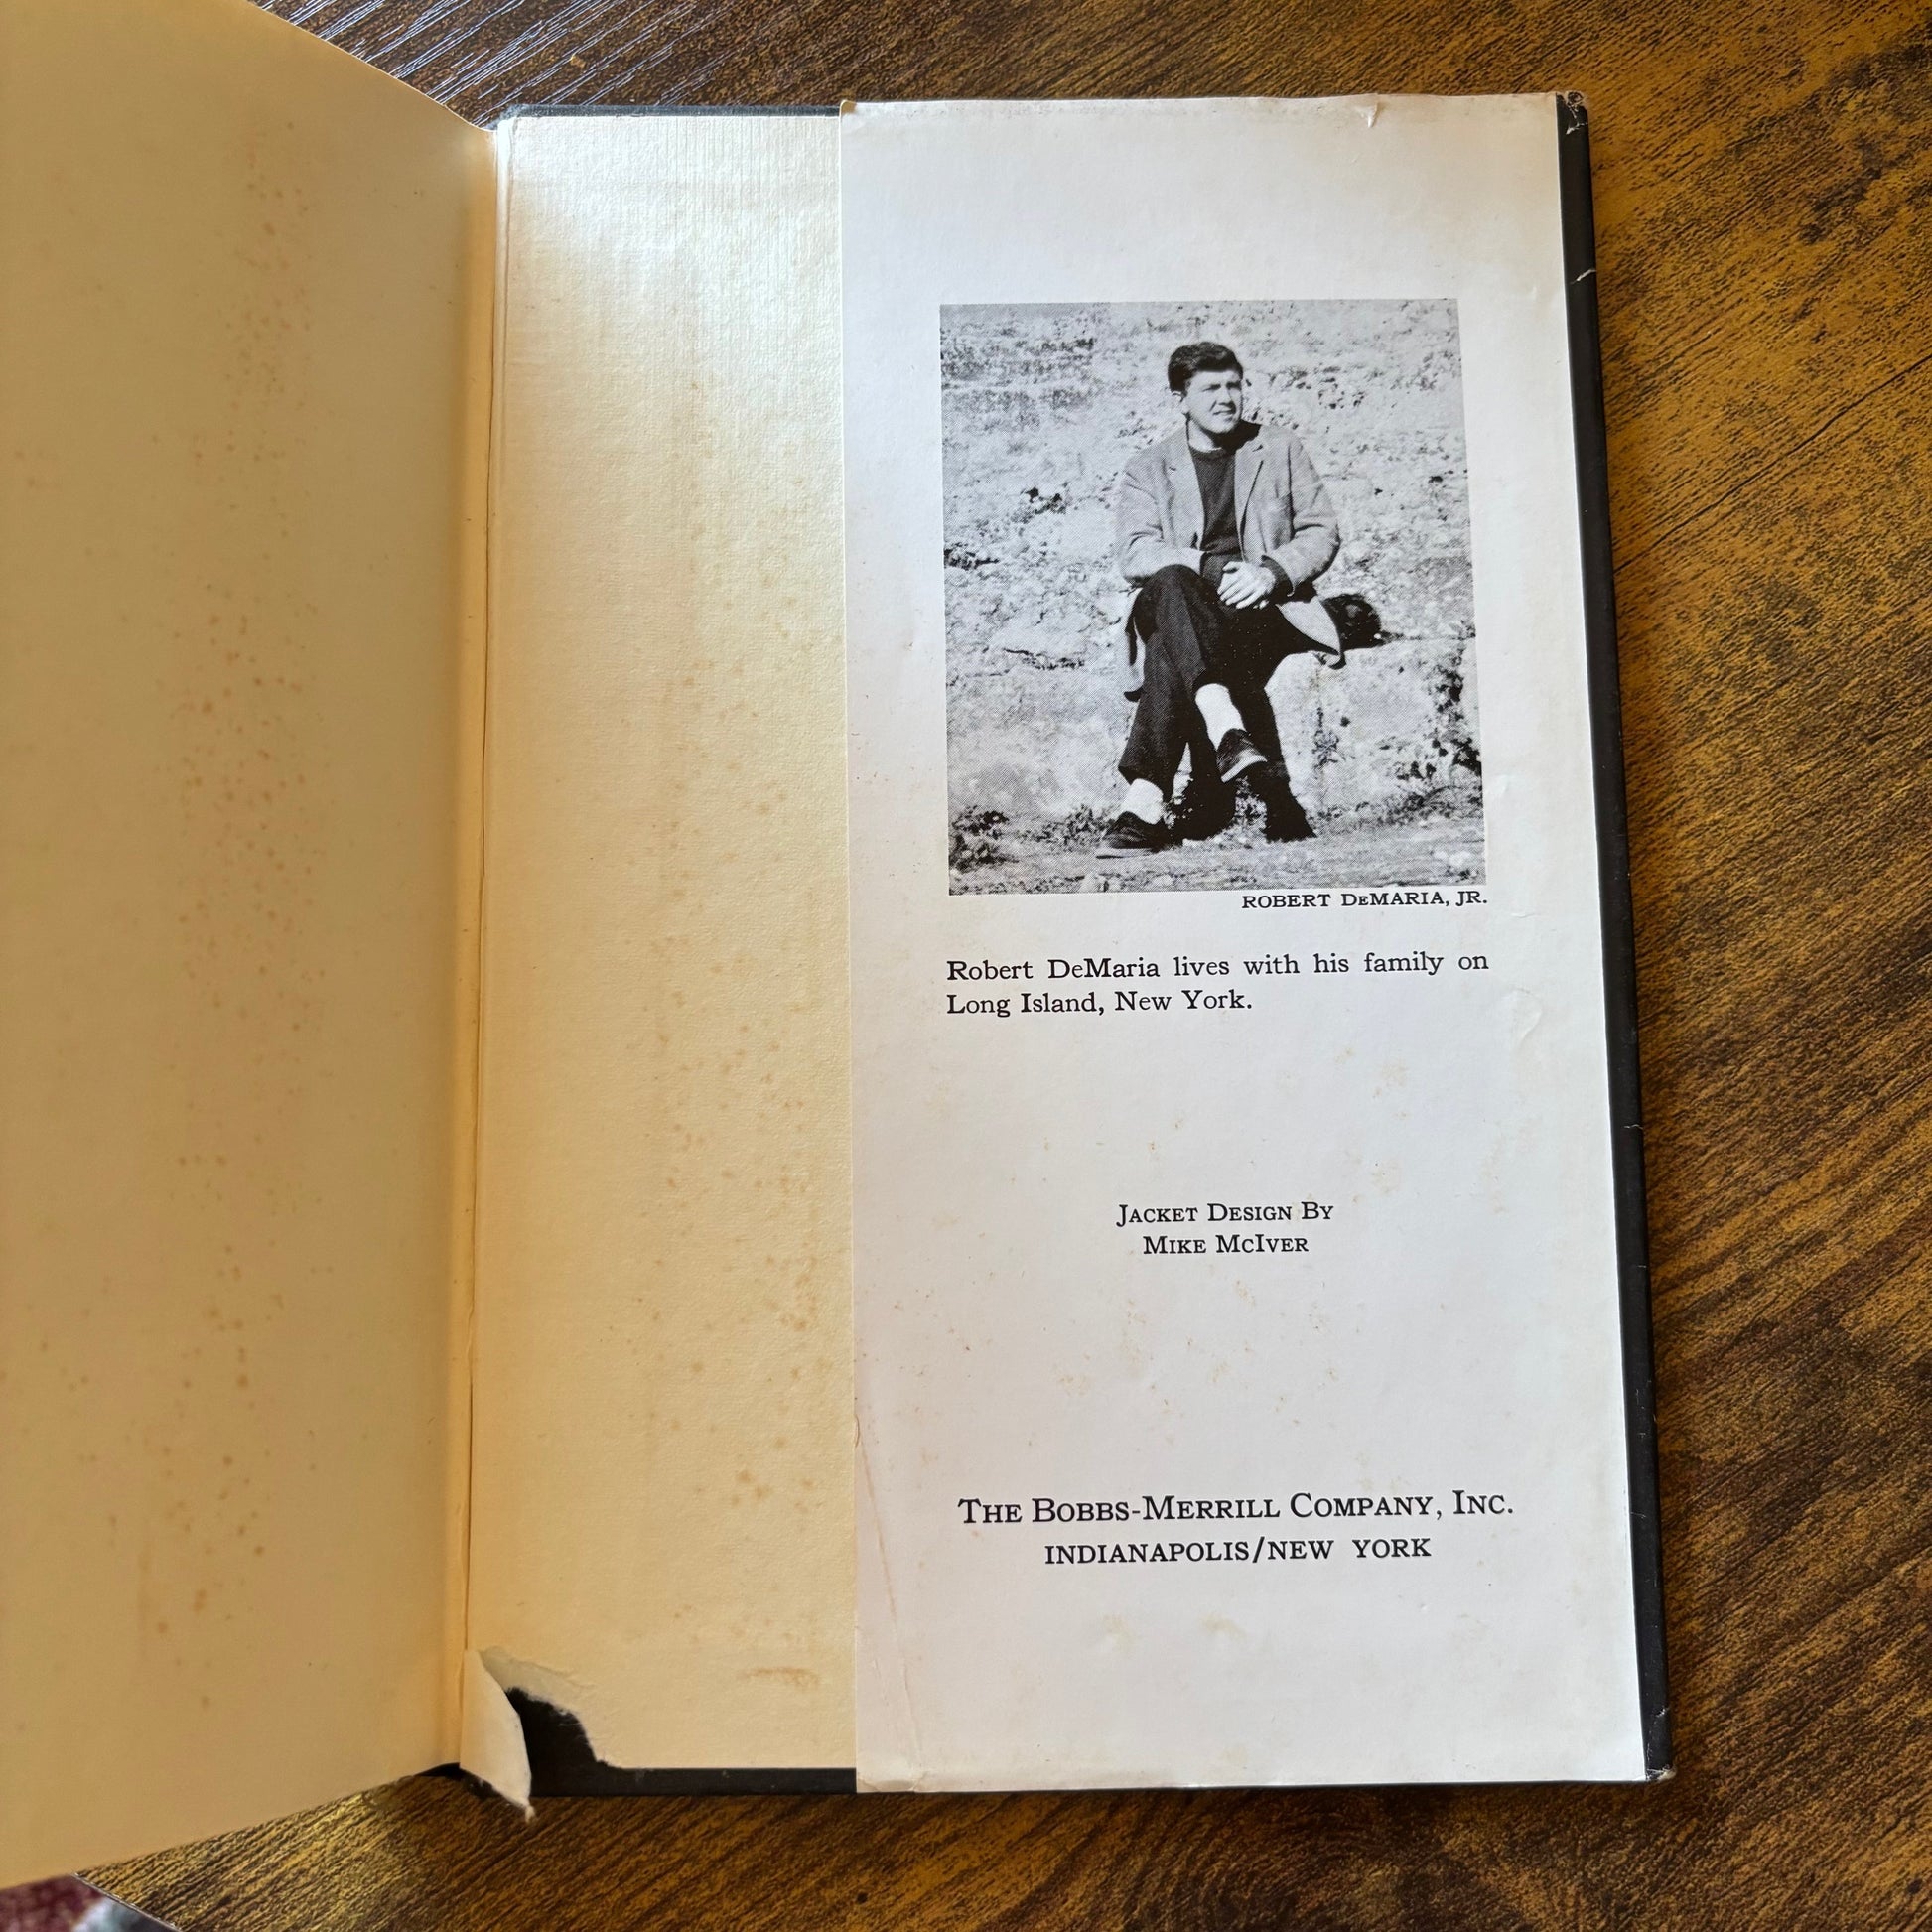 ROBERT DeMARIA, JR.
Robert DeMaria lives with his family on
Long Island, New York.
Jacket Design By
Mike McIver
The Bobbs-Merrill Company, Inc.
INDIANAPOLIS/NEW YORK